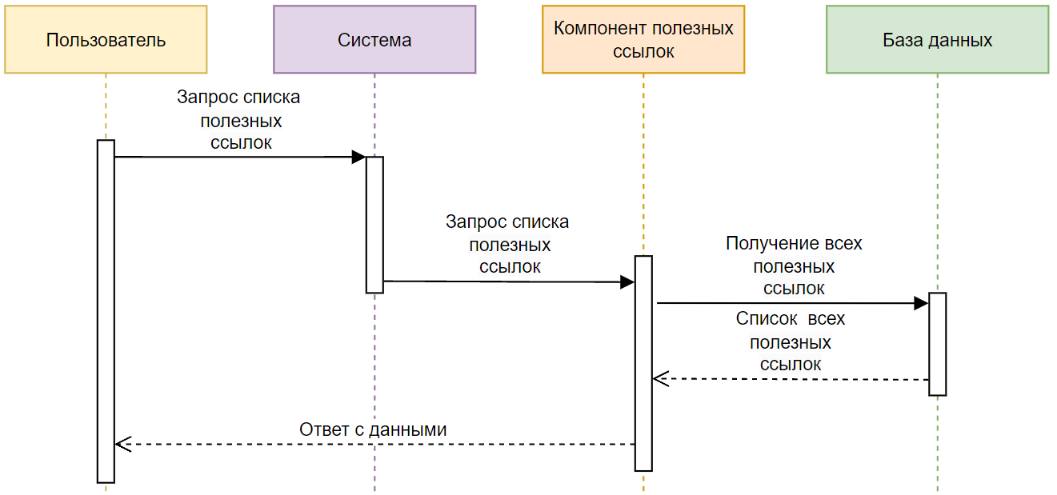 Пользователь
Система
Компонент полезных
ссылок
База данных
Запрос списка
полезных
ссылок
Запрос списка
полезных
ссылок
Получение всех
полезных
ссылок
Список всех
полезных
ссылок
Ответ с данными